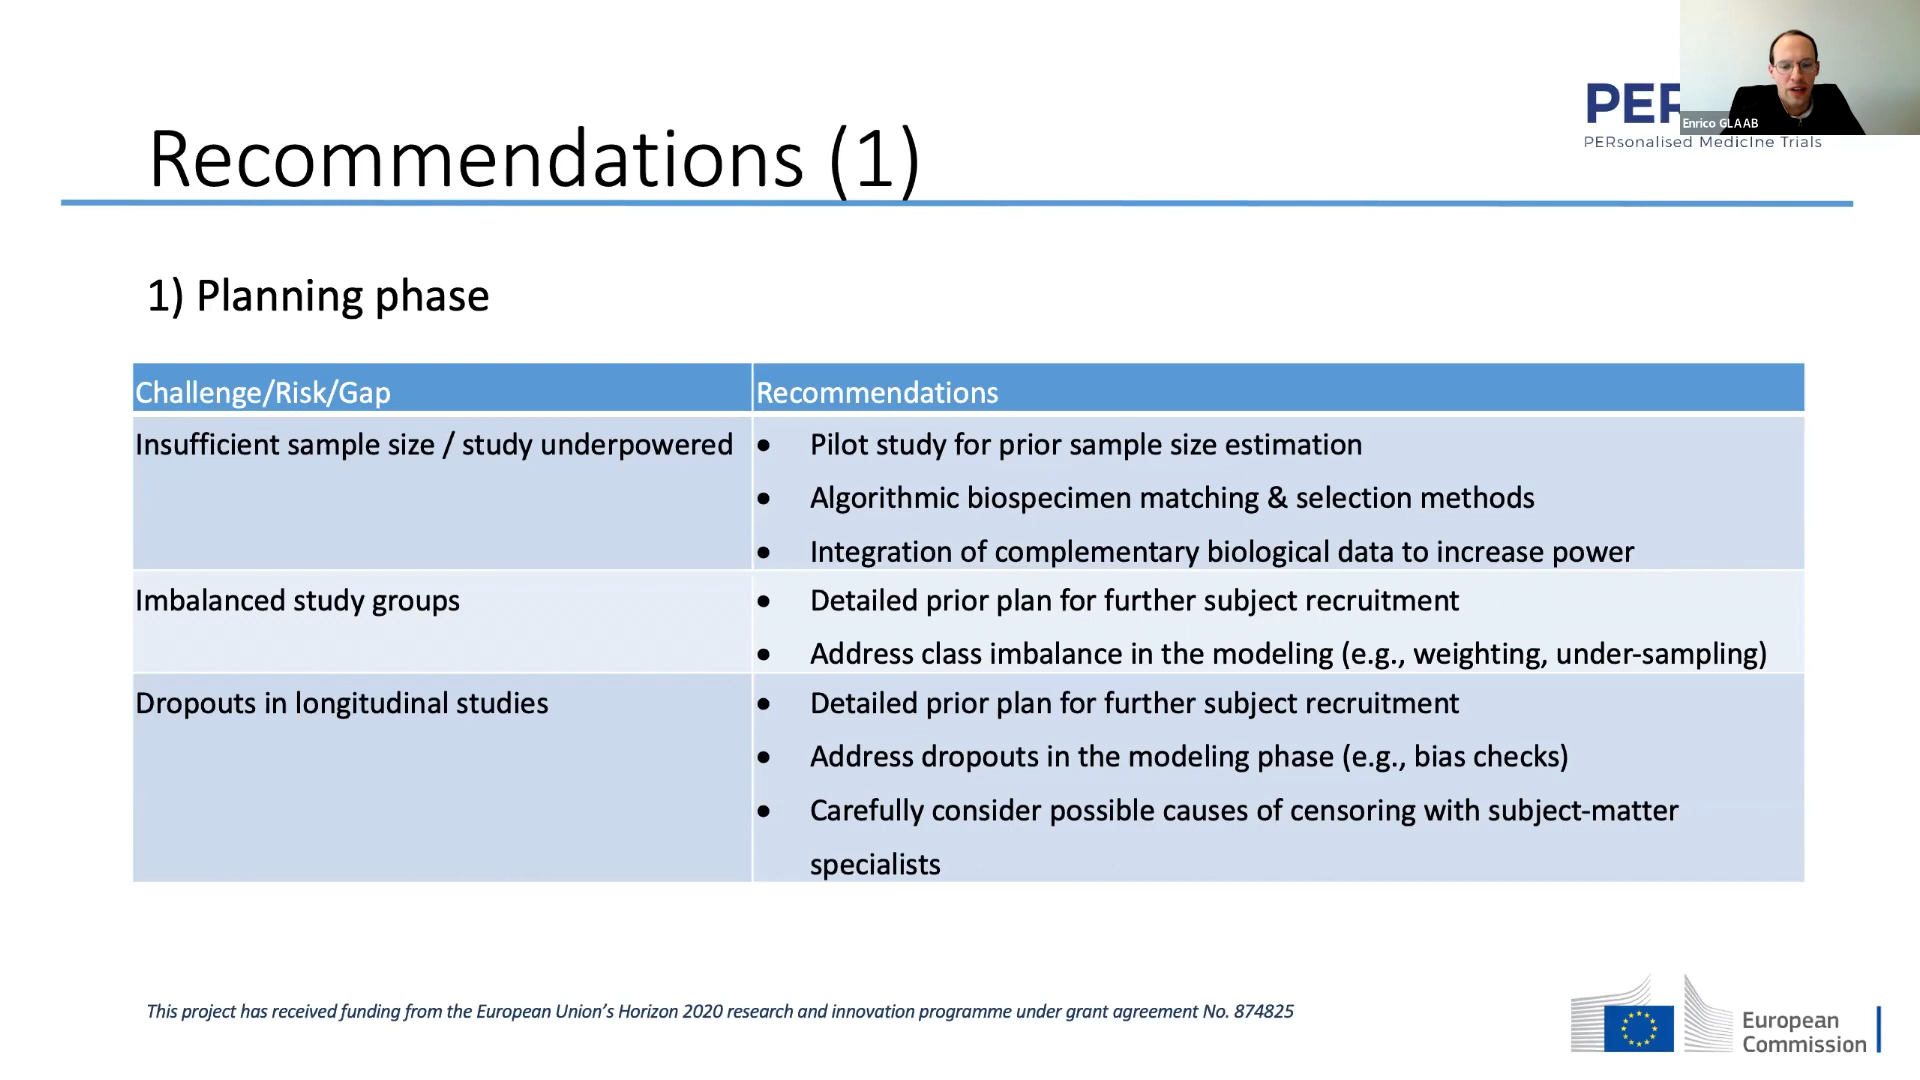 Recommendations (1)
PER
Enrico GLAAB
PERsonalised MedicIne Trials
1) Planning phase
Challenge/Risk/Gap
Recommendations
Insufficient sample size / study underpowered
• Pilot study for prior sample size estimation
• Algorithmic biospecimen matching & selection methods
• Integration of complementary biological data to increase power
Imbalanced study groups
• Detailed prior plan for further subject recruitment
• Address class imbalance in the modeling (e.g., weighting, under-sampling)
Dropouts in longitudinal studies
• Detailed prior plan for further subject recruitment
• Address dropouts in the modeling phase (e.g., bias checks)
• Carefully consider possible causes of censoring with subject-matter
specialists
This project has received funding from the European Union’s Horizon 2020 research and innovation programme under grant agreement No. 874825
European
Commission